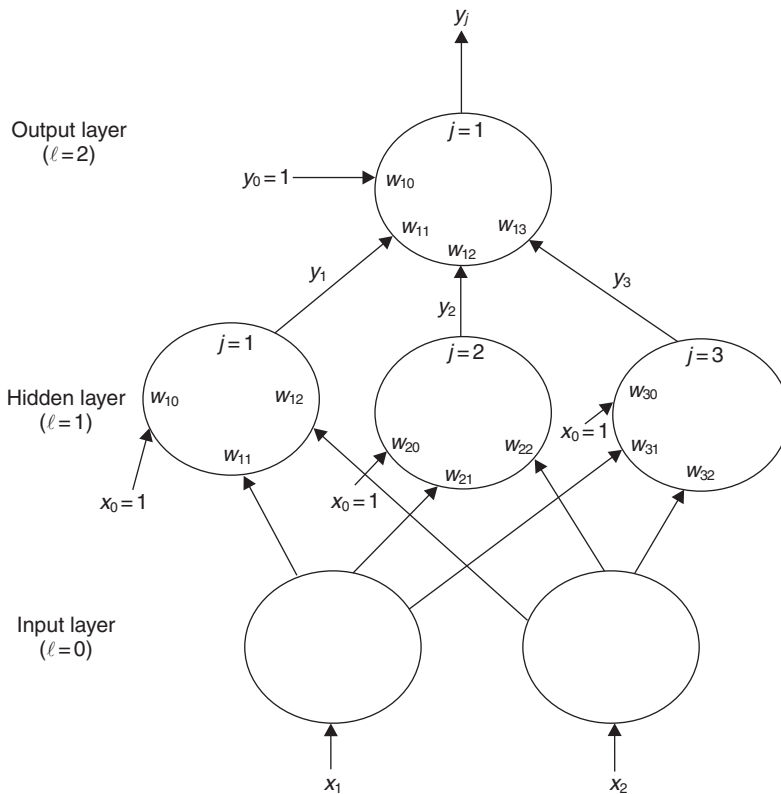 yⱼ
Output layer
(ℓ=2)
j=1
y₀=1
w₁₀
w₁₁
w₁₂
w₁₃
y₁
y₂
y₃
Hidden layer
(ℓ=1)
j=1
w₁₀
w₁₂
w₁₁
x₀=1
j=2
w₂₀
w₂₂
w₂₁
x₀=1
j=3
w₃₀
x₀=1
w₃₁
w₃₂
Input layer
(ℓ=0)
x₁
x₂